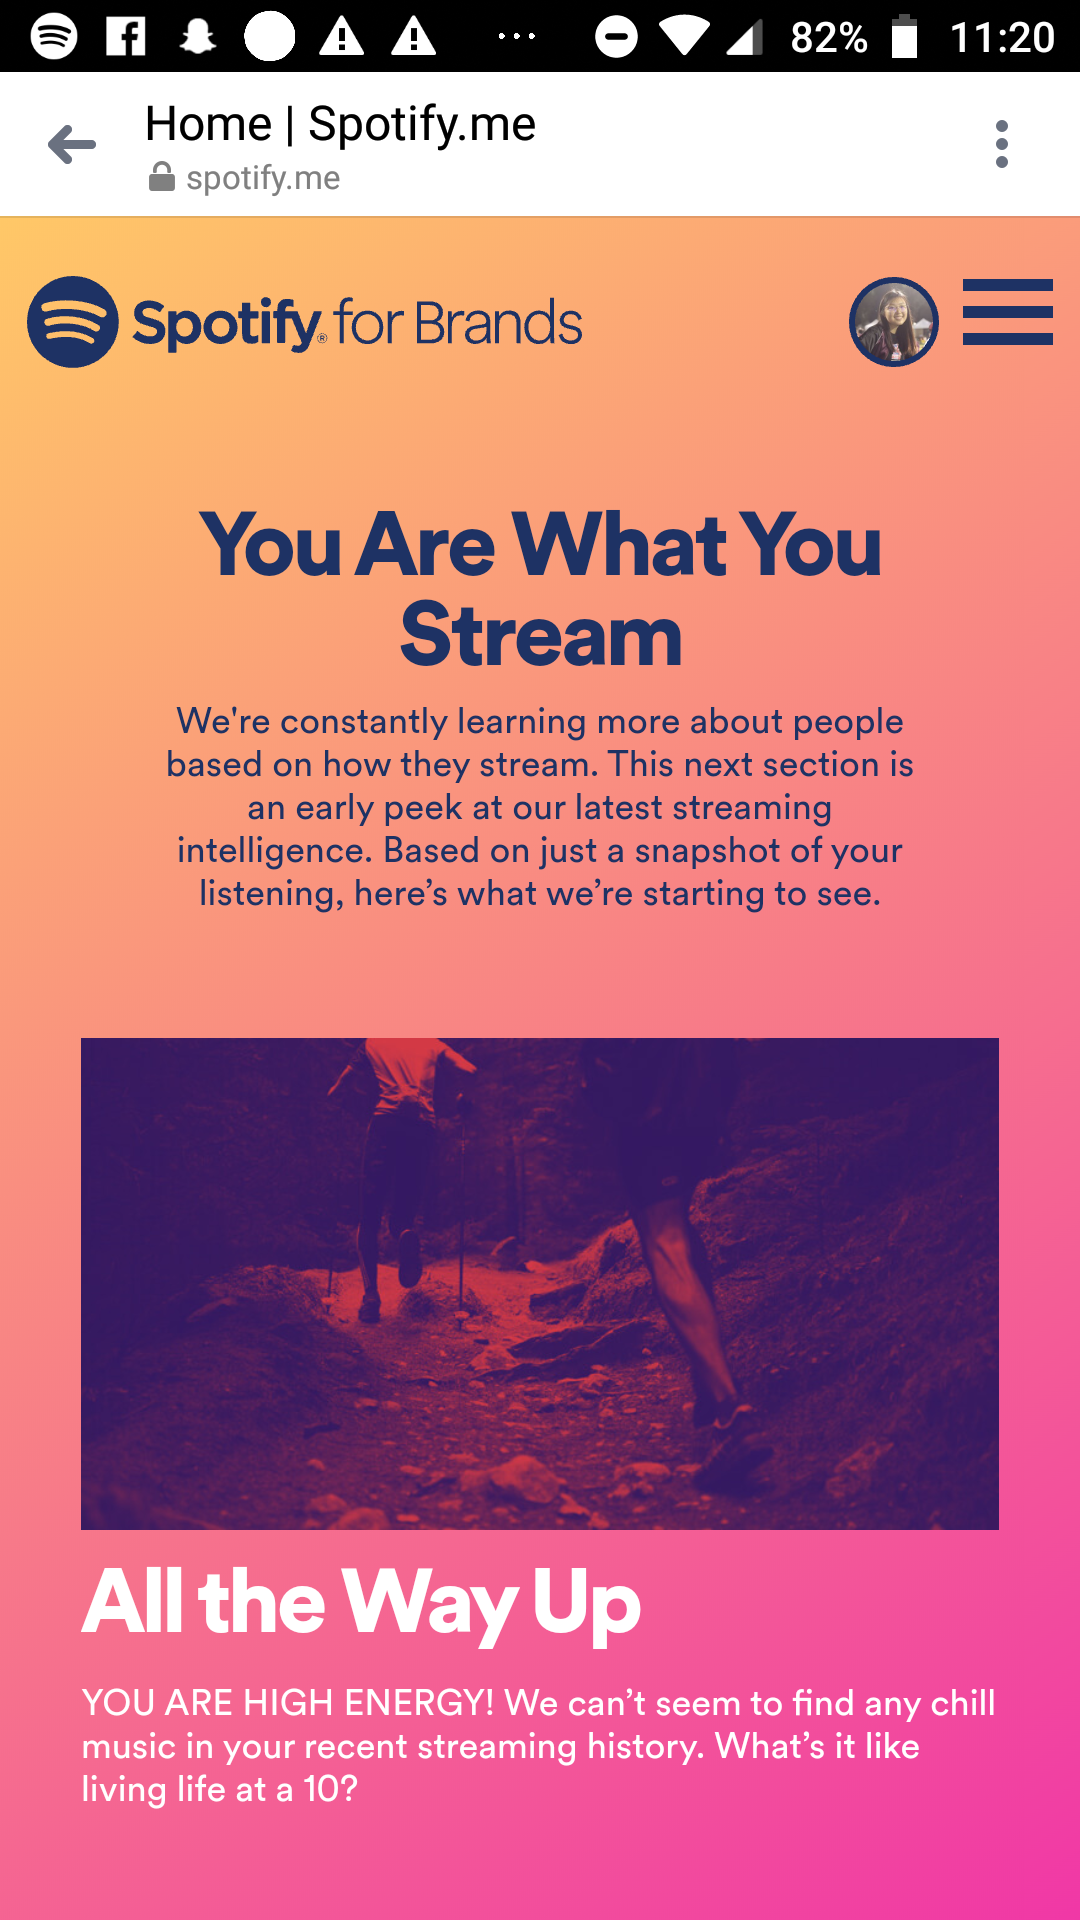 82% 11:20
Home | Spotify.me
spotify.me
Spotify® for Brands
You Are What You
Stream
We're constantly learning more about people
based on how they stream. This next section is
an early peek at our latest streaming
intelligence. Based on just a snapshot of your
listening, here’s what we’re starting to see.
All the Way Up
YOU ARE HIGH ENERGY! We can’t seem to find any chill
music in your recent streaming history. What’s it like
living life at a 10?